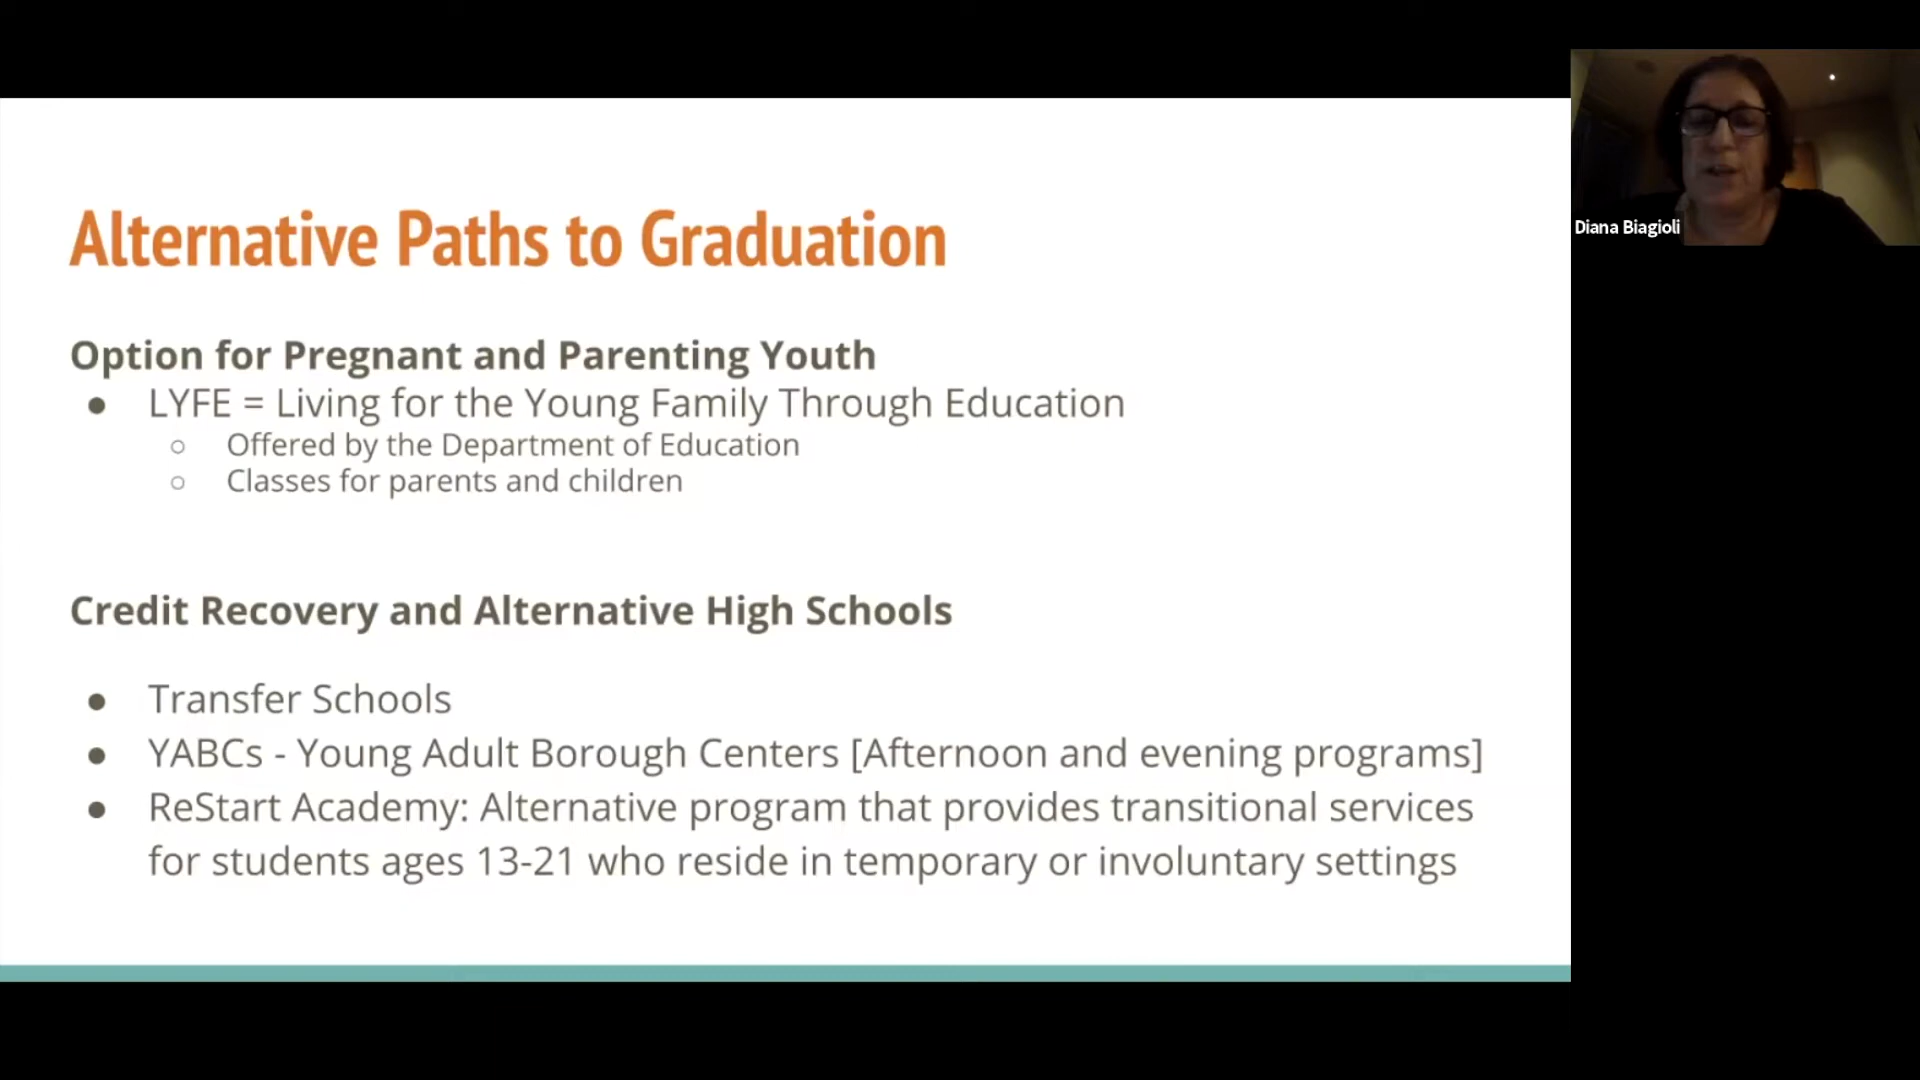 Alternative Paths to Graduation
Option for Pregnant and Parenting Youth
● LYFE = Living for the Young Family Through Education
○ Offered by the Department of Education
○ Classes for parents and children
Credit Recovery and Alternative High Schools
● Transfer Schools
● YABCs - Young Adult Borough Centers [Afternoon and evening programs]
● ReStart Academy: Alternative program that provides transitional services
for students ages 13-21 who reside in temporary or involuntary settings
Diana Biagioli